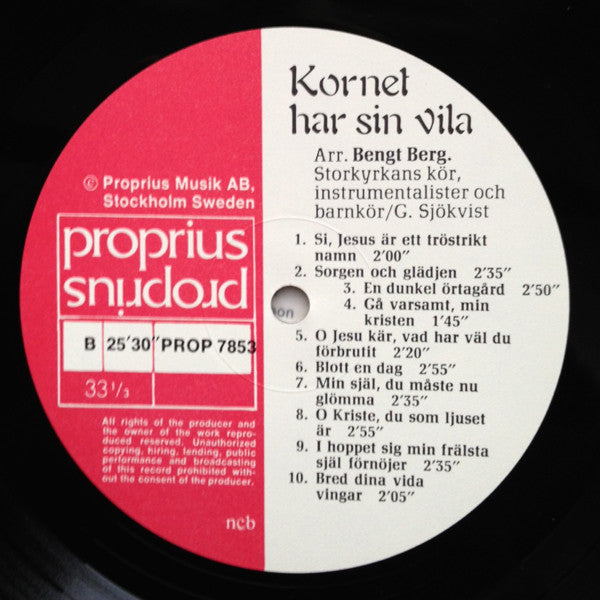 Kornet
har sin vila
Arr. Bengt Berg.
Storkyrkans kör,
instrumentalister och
barnkör/G. Sjökvist
1. Si, Jesus är ett tröstrikt
namn 2'00"
2. Sorgen och glädjen 2'35"
3. En dunkel örtagård 2'50"
4. Gå varsamt, min
kristen 1'45"
5. O Jesu kär, vad har väl du
förbrutit 2'20"
6. Blott en dag 2'55"
7. Min själ, du måste nu
glömma 2'35"
8. O Kriste, du som ljuset
är 2'55"
9. I hoppet sig min frälsta
själ förnöjer 2'35"
10. Bred dina vida
vingar 2'05"
℗ Proprius Musik AB,
Stockholm Sweden
proprius
proprius
B 25'30" PROP 7853
33 1/3
All rights of the producer and
the owner of the work repro-
duced reserved. Unauthorized
copying, hiring, lending, public
performance and broadcasting
of this record prohibited with-
out the consent of the producer.
ncb